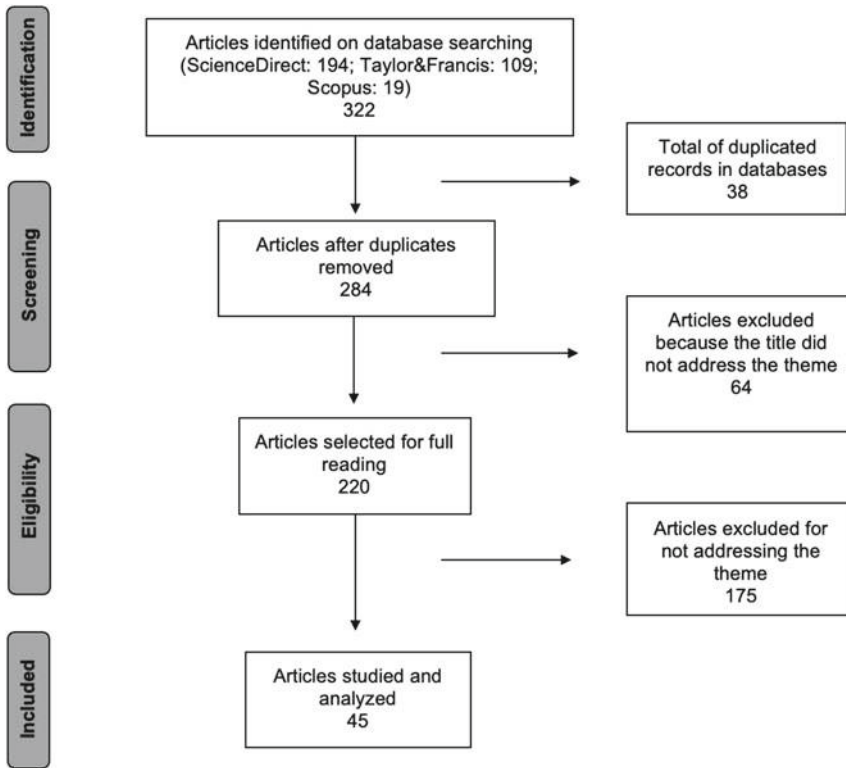 Identification
Articles identified on database searching
(ScienceDirect: 194; Taylor&Francis: 109;
Scopus: 19)
322
Total of duplicated
records in databases
38
Screening
Articles after duplicates
removed
284
Articles excluded
because the title did
not address the theme
64
Eligibility
Articles selected for full
reading
220
Articles excluded for
not addressing the
theme
175
Included
Articles studied and
analyzed
45